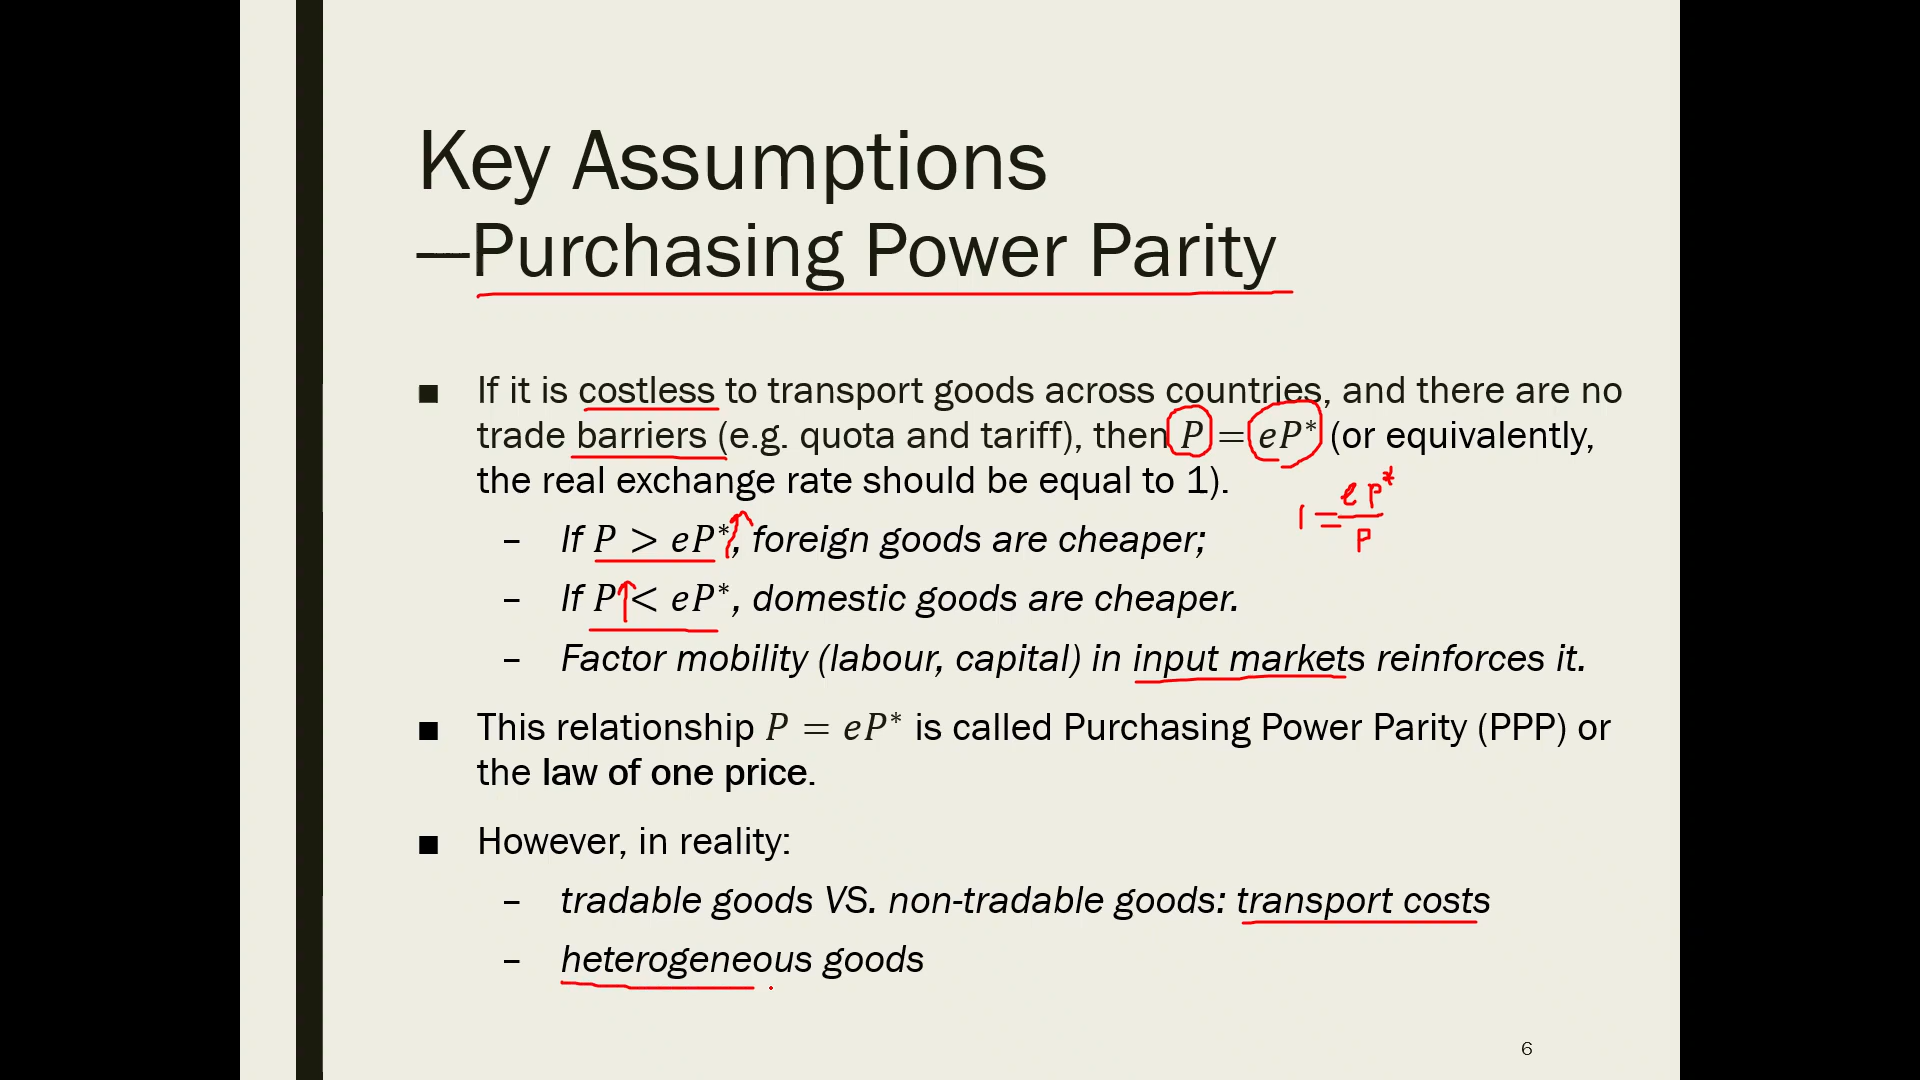 Key Assumptions
—Purchasing Power Parity
■ If it is costless to transport goods across countries, and there are no
trade barriers (e.g. quota and tariff), then P = eP* (or equivalently,
the real exchange rate should be equal to 1).
1 = eP*/P
– If P > eP*↑, foreign goods are cheaper;
– If P↑ < eP*, domestic goods are cheaper.
– Factor mobility (labour, capital) in input markets reinforces it.
■ This relationship P = eP* is called Purchasing Power Parity (PPP) or
the law of one price.
■ However, in reality:
– tradable goods VS. non-tradable goods: transport costs
– heterogeneous goods
6